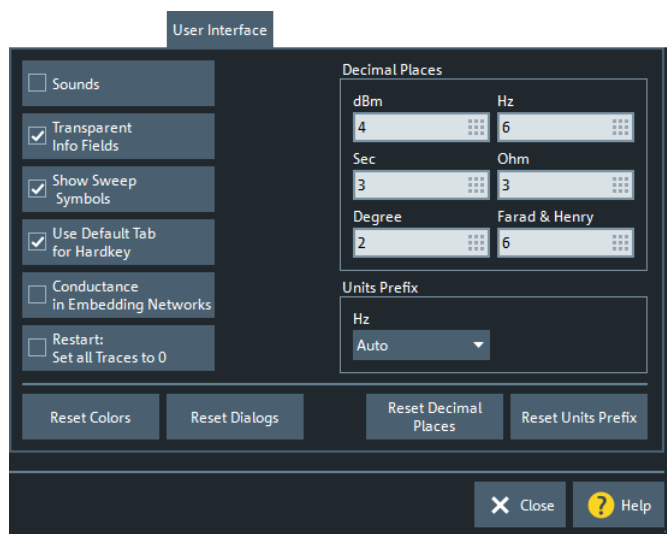 User Interface
Sounds
Transparent
Info Fields
Show Sweep
Symbols
Use Default Tab
for Hardkey
Conductance
in Embedding Networks
Restart:
Set all Traces to 0
Decimal Places
dBm
Hz
4
6
Sec
Ohm
3
3
Degree
Farad & Henry
2
6
Units Prefix
Hz
Auto
Reset Colors
Reset Dialogs
Reset Decimal
Places
Reset Units Prefix
Close
? Help